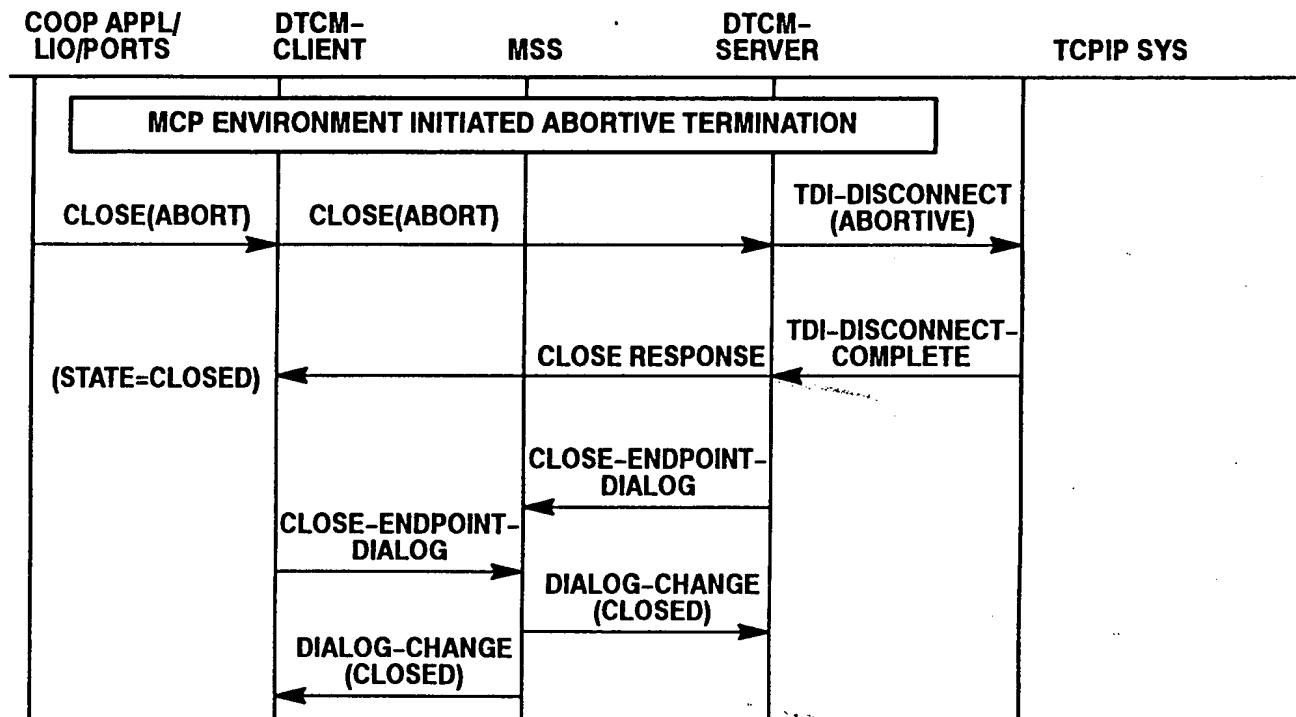 COOP APPL/
LIO/PORTS
DTCM-
CLIENT
MSS
DTCM-
SERVER
TCPIP SYS
MCP ENVIRONMENT INITIATED ABORTIVE TERMINATION
CLOSE(ABORT)
CLOSE(ABORT)
TDI-DISCONNECT
(ABORTIVE)
TDI-DISCONNECT-
COMPLETE
CLOSE RESPONSE
(STATE=CLOSED)
CLOSE-ENDPOINT-
DIALOG
CLOSE-ENDPOINT-
DIALOG
DIALOG-CHANGE
(CLOSED)
DIALOG-CHANGE
(CLOSED)